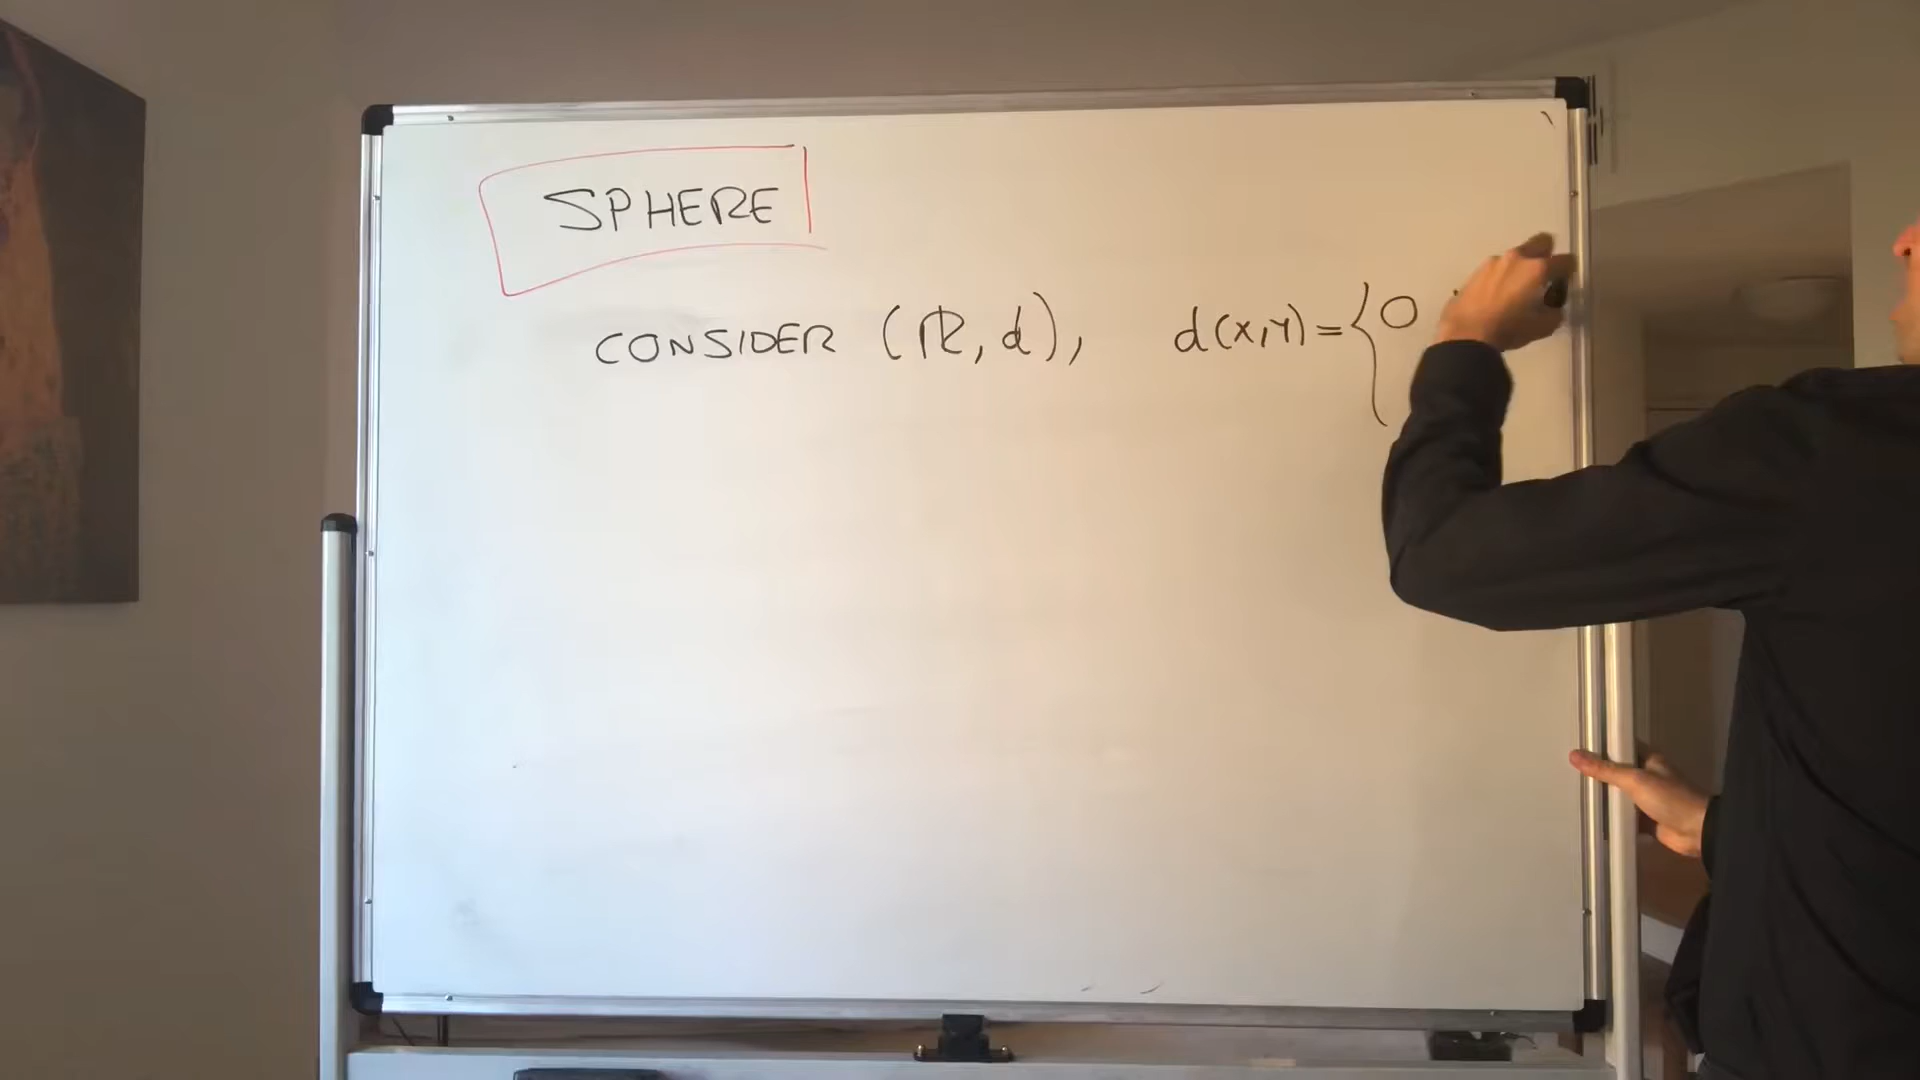 SPHERE
CONSIDER (ℝ, d), d(x,y)={0